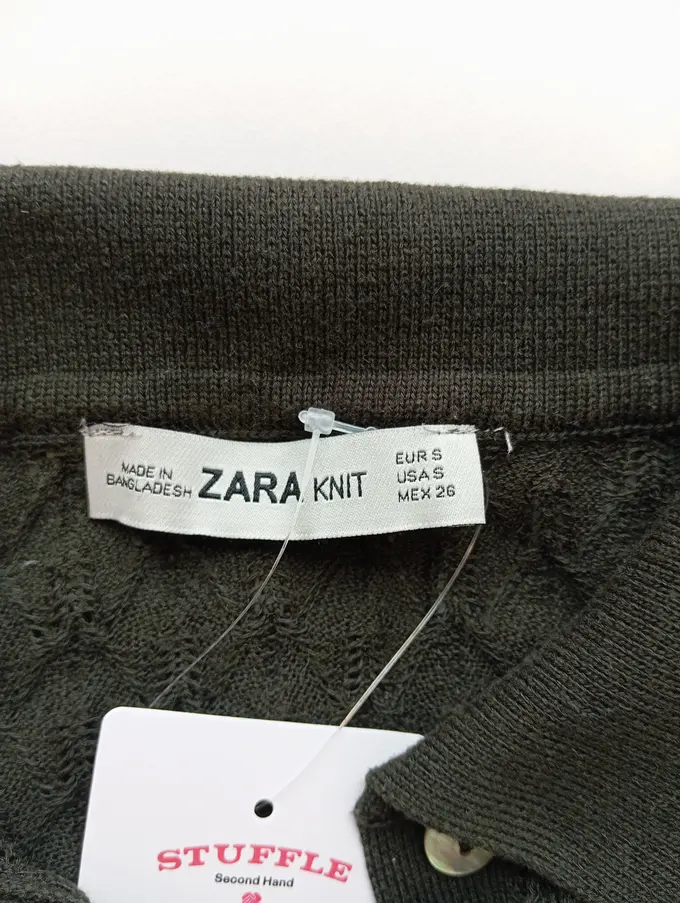 MADE IN
BANGLADESH
ZARA KNIT
EUR S
USA S
MEX 26
STUFFLE
Second Hand